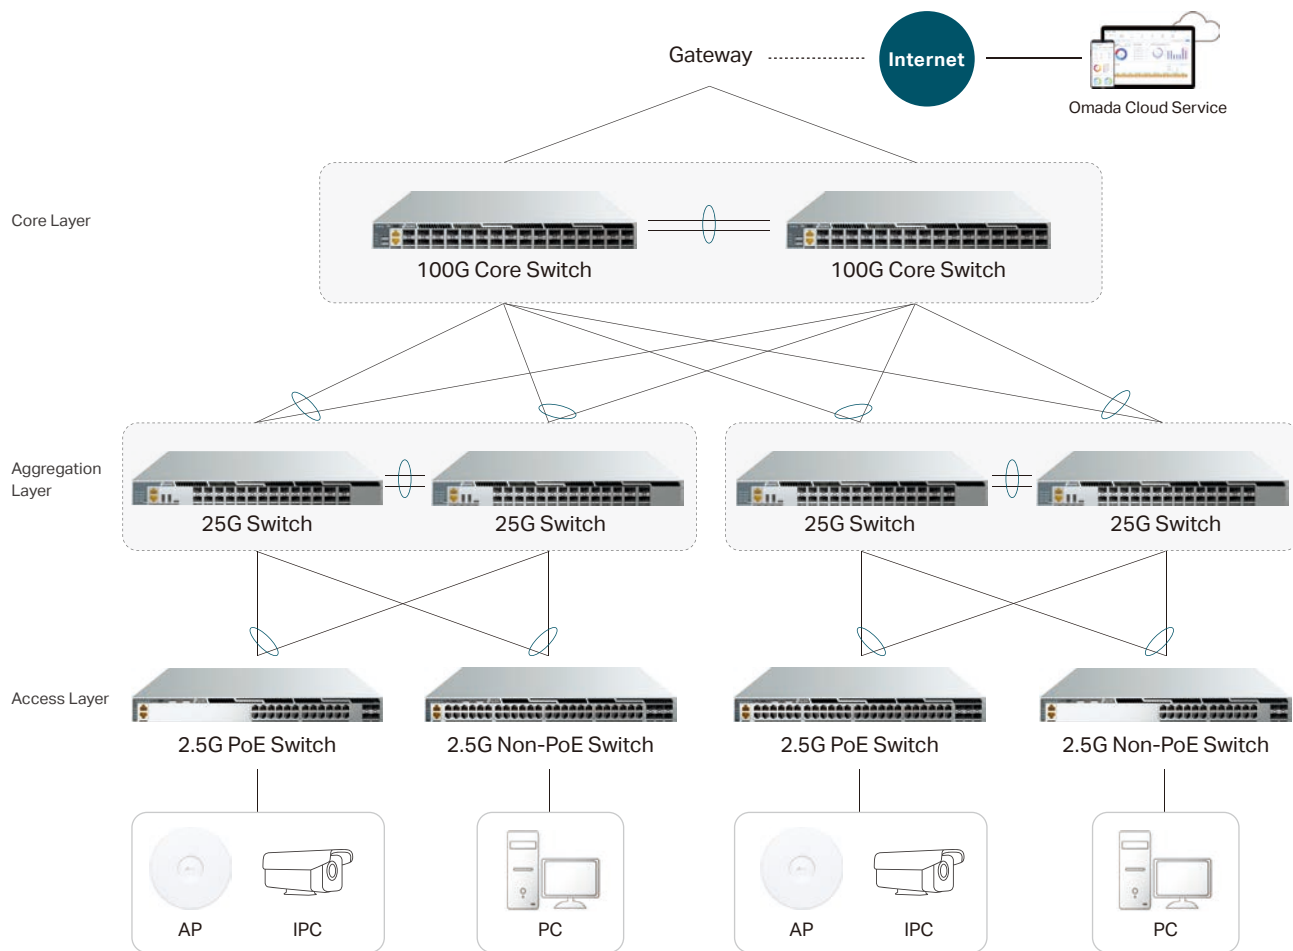 Gateway
Internet
Omada Cloud Service
Core Layer
100G Core Switch
100G Core Switch
Aggregation
Layer
25G Switch
25G Switch
25G Switch
25G Switch
Access Layer
2.5G PoE Switch
2.5G Non-PoE Switch
2.5G PoE Switch
2.5G Non-PoE Switch
AP
IPC
PC
AP
IPC
PC